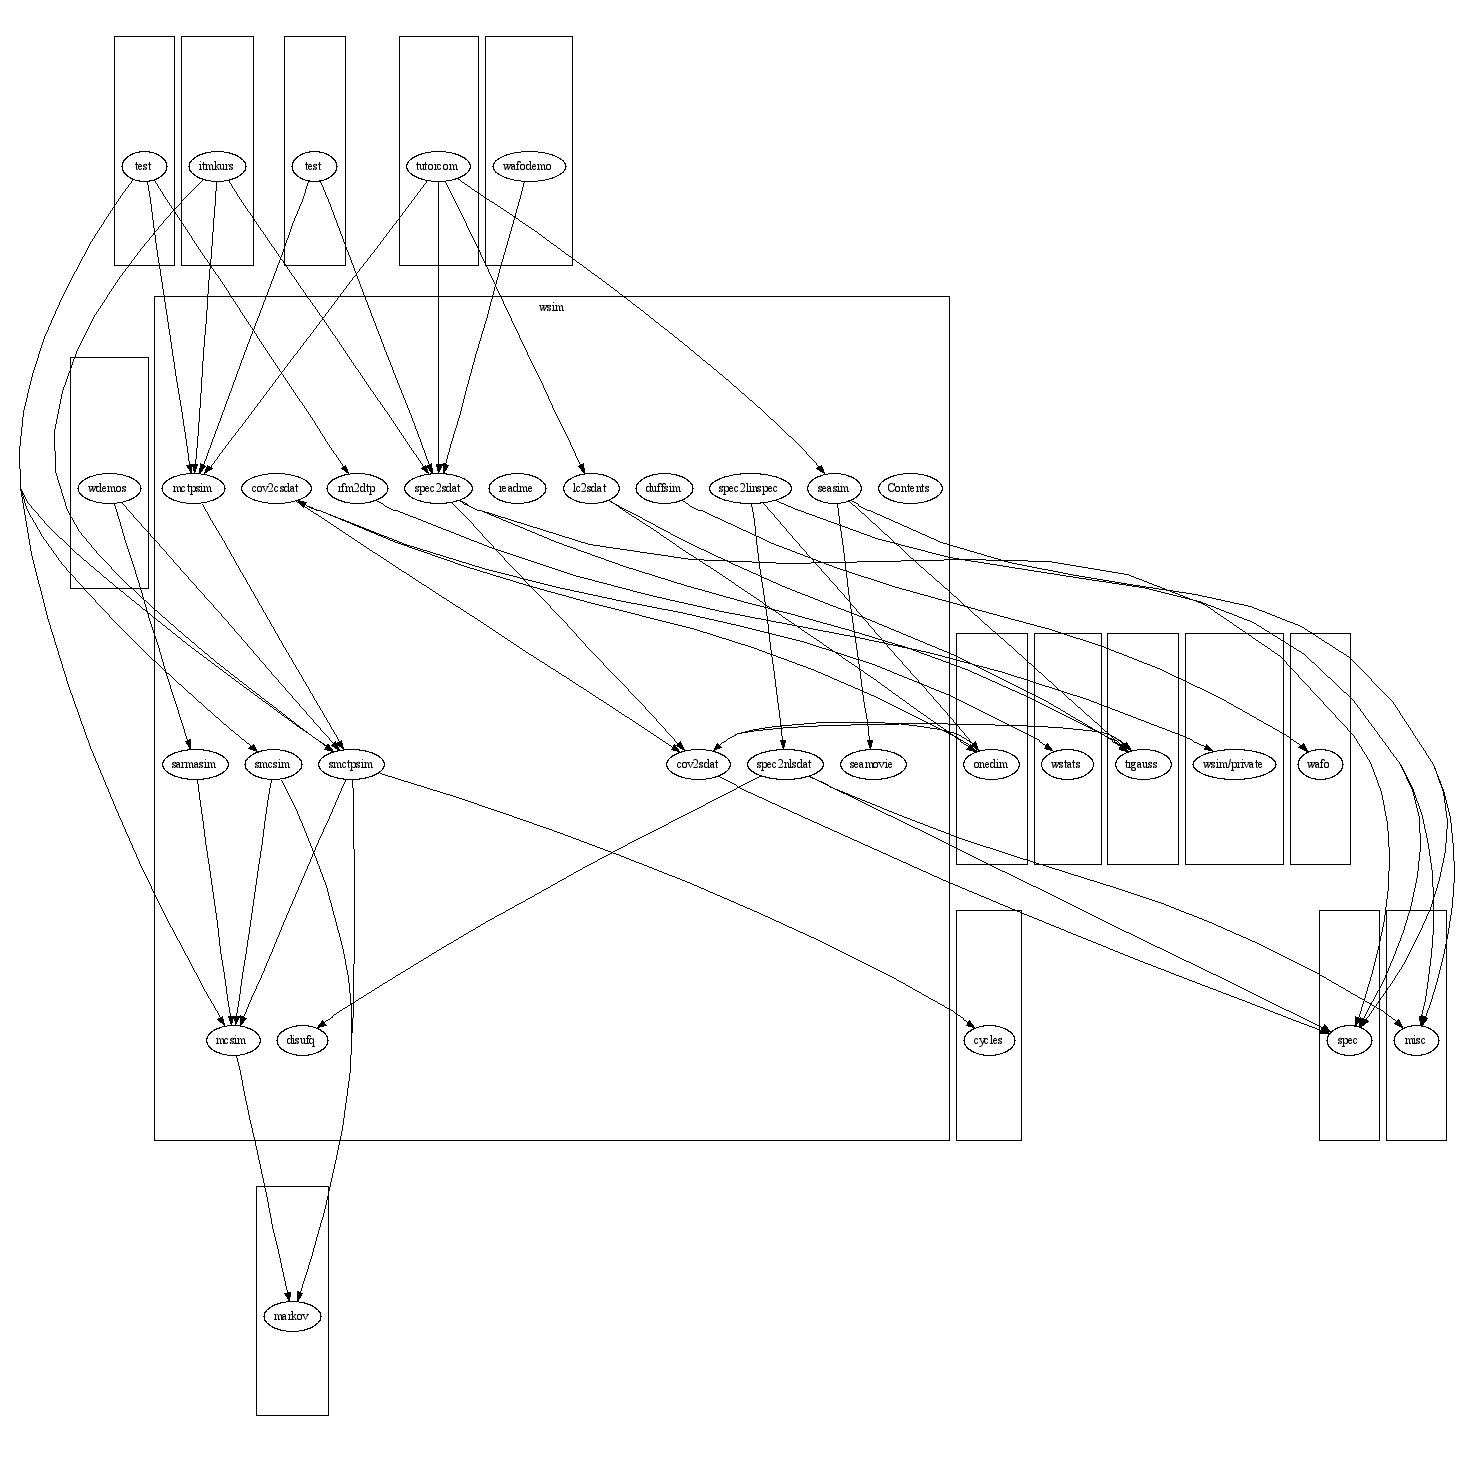 test
itmkurs
test
tutorcom
wafodemo
wsim
wdemos
mctpsim
cov2csdat
rfm2dtp
spec2sdat
readme
lc2sdat
duffsim
spec2linspec
seasim
Contents
sarmasim
smcsim
smctpsim
cov2sdat
spec2nlsdat
seamovie
onedim
wstats
trgauss
wsim/private
wafo
mcsim
disufq
cycles
spec
misc
markov